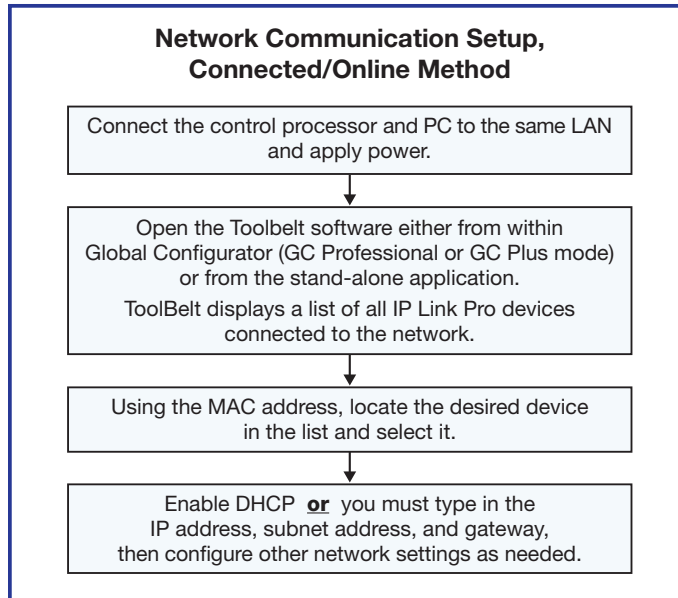 Network Communication Setup,
Connected/Online Method
Connect the control processor and PC to the same LAN
and apply power.
Open the Toolbelt software either from within
Global Configurator (GC Professional or GC Plus mode)
or from the stand-alone application.
ToolBelt displays a list of all IP Link Pro devices
connected to the network.
Using the MAC address, locate the desired device
in the list and select it.
Enable DHCP or you must type in the
IP address, subnet address, and gateway,
then configure other network settings as needed.